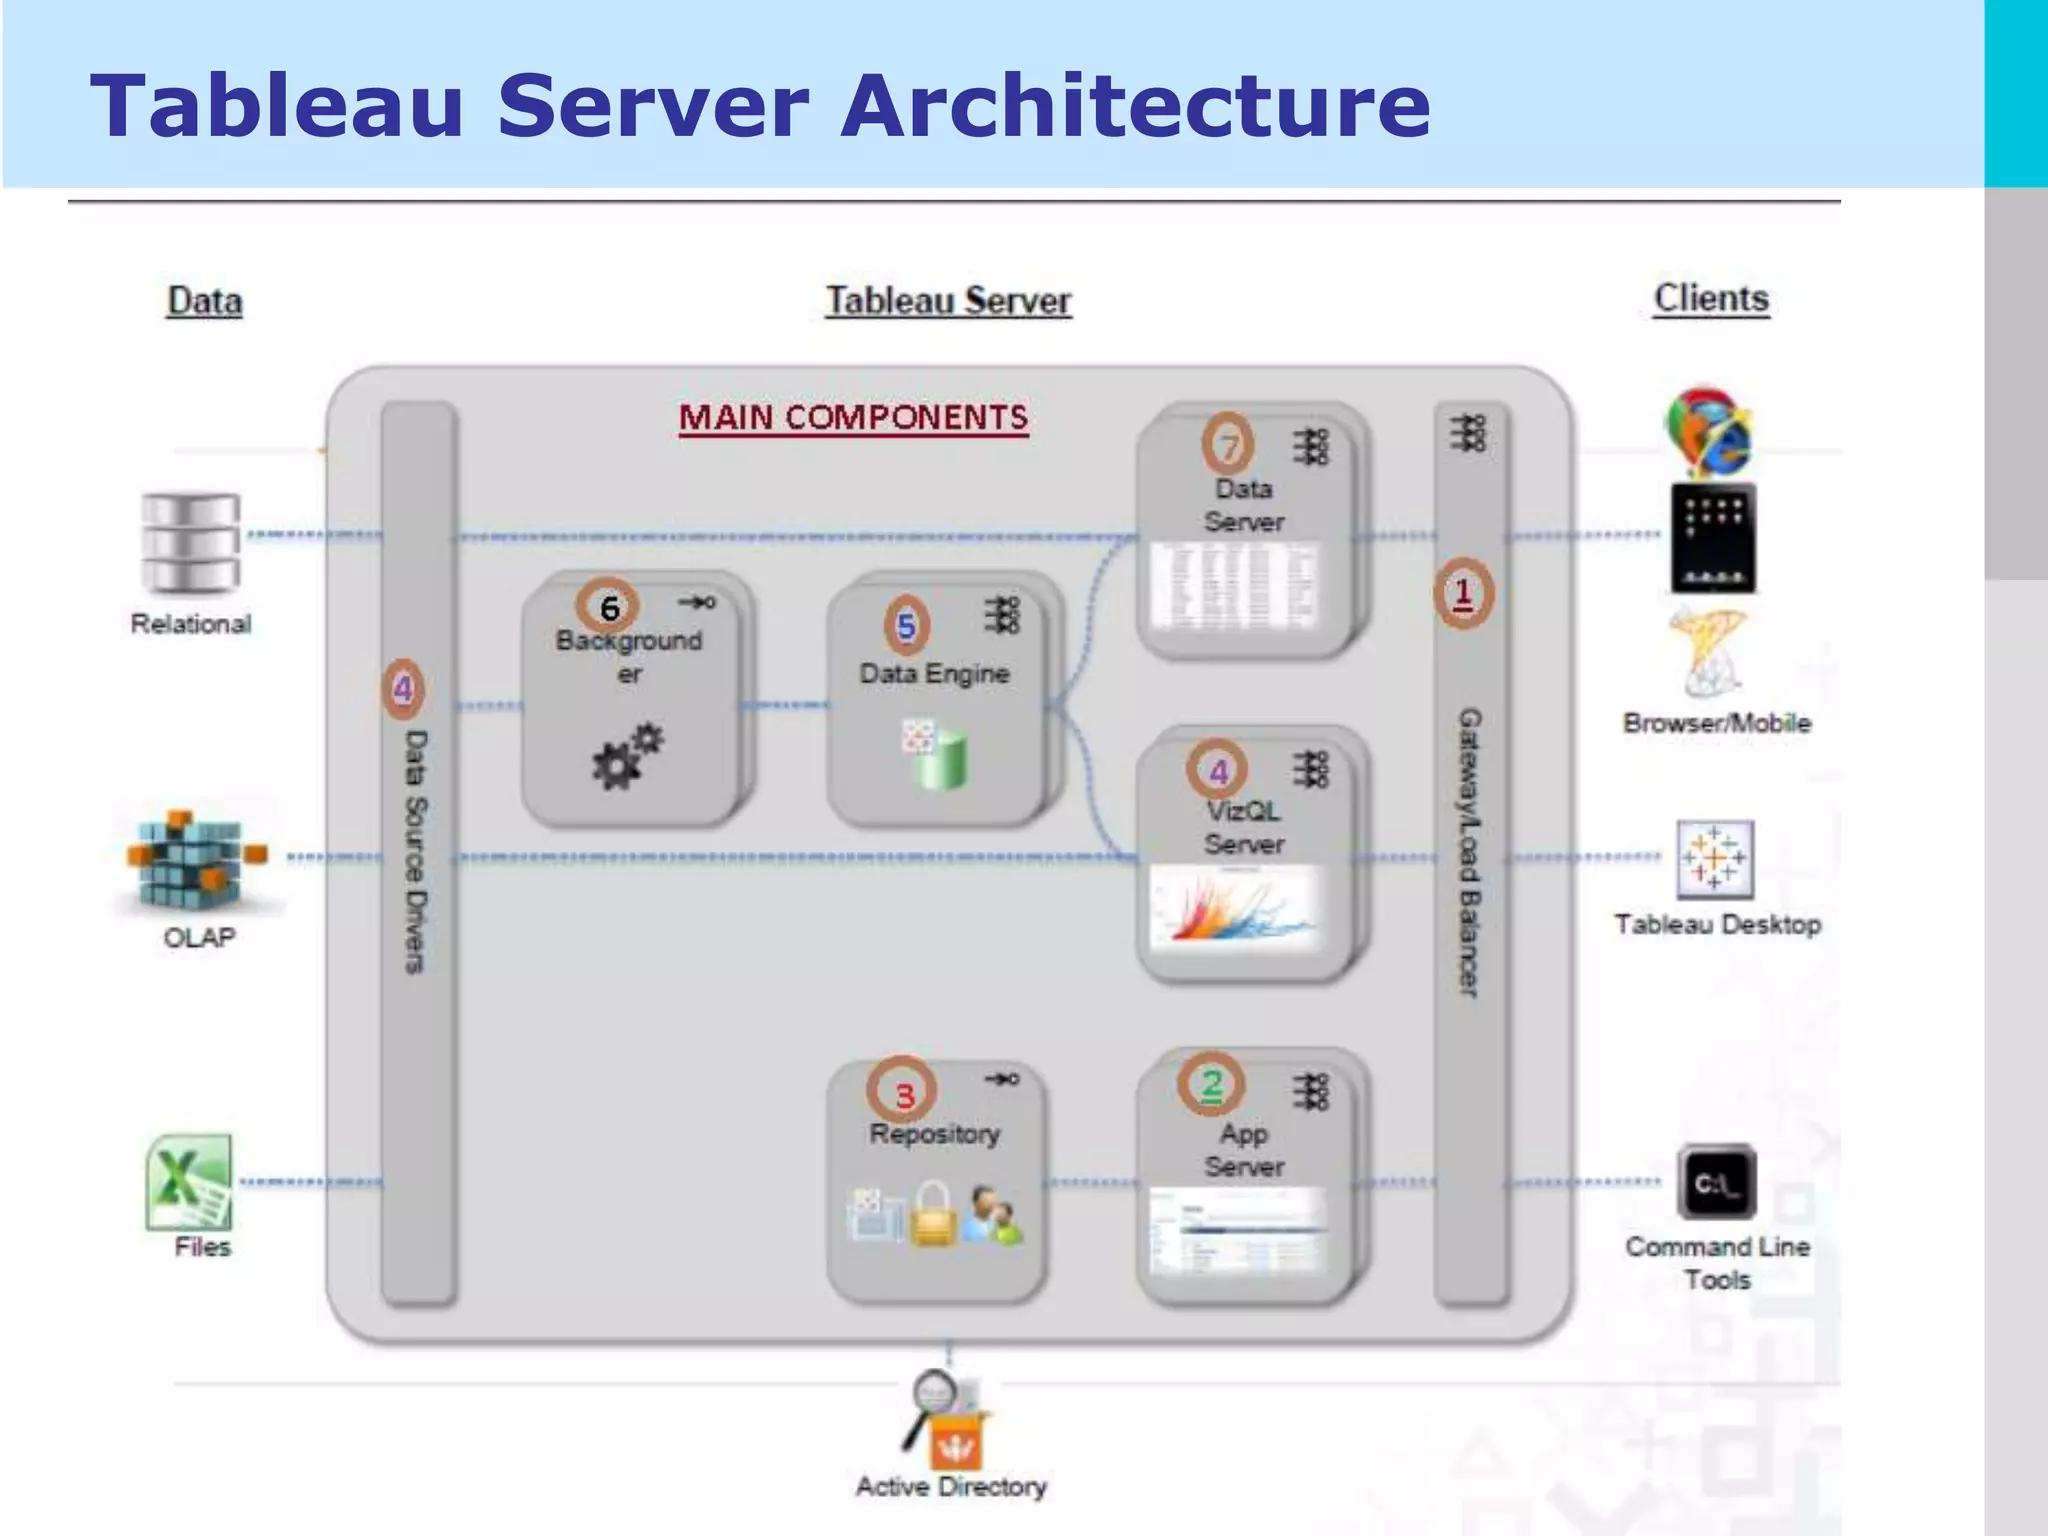 Tableau Server Architecture
Data
Tableau Server
Clients
MAIN COMPONENTS
7
Data
Server
1
Gateway/Load Balancer
Relational
6
Background
er
5
Data Engine
4
Data Source Drivers
Browser/Mobile
4
VizQL
Server
OLAP
Tableau Desktop
3
Repository
2
App
Server
C:\_
Files
Command Line
Tools
Active Directory